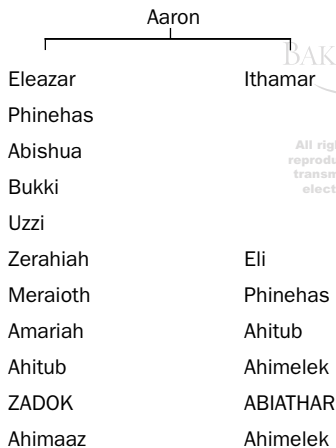 Aaron
Eleazar Ithamar
Phinehas
Abishua
Bukki
Uzzi
Zerahiah Eli
Meraioth Phinehas
Amariah Ahitub
Ahitub Ahimelek
ZADOK ABIATHAR
Ahimaaz Ahimelek